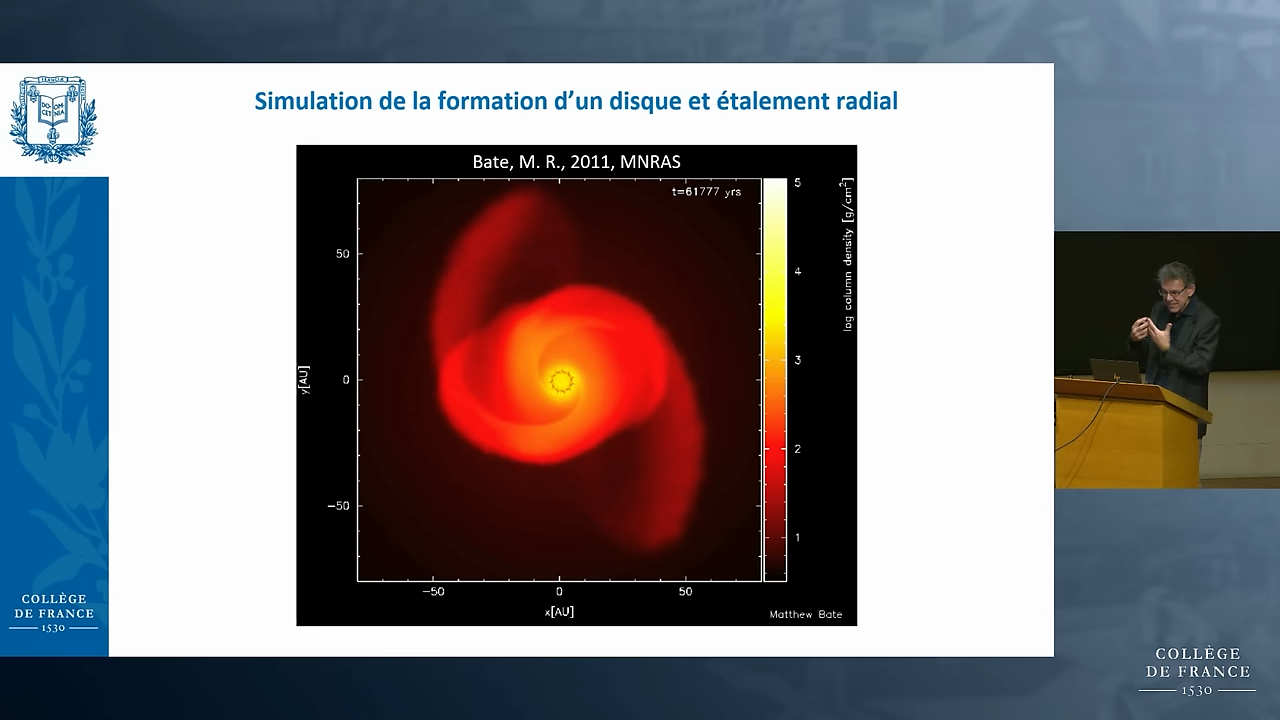 Simulation de la formation d'un disque et étalement radial
Bate, M. R., 2011, MNRAS
t=61777 yrs
5
4
3
2
1
log column density [g/cm²]
50
0
−50
y[AU]
−50
0
50
x[AU]
Matthew Bate
COLLÈGE
DE FRANCE
1530
COLLÈGE
DE FRANCE
1530